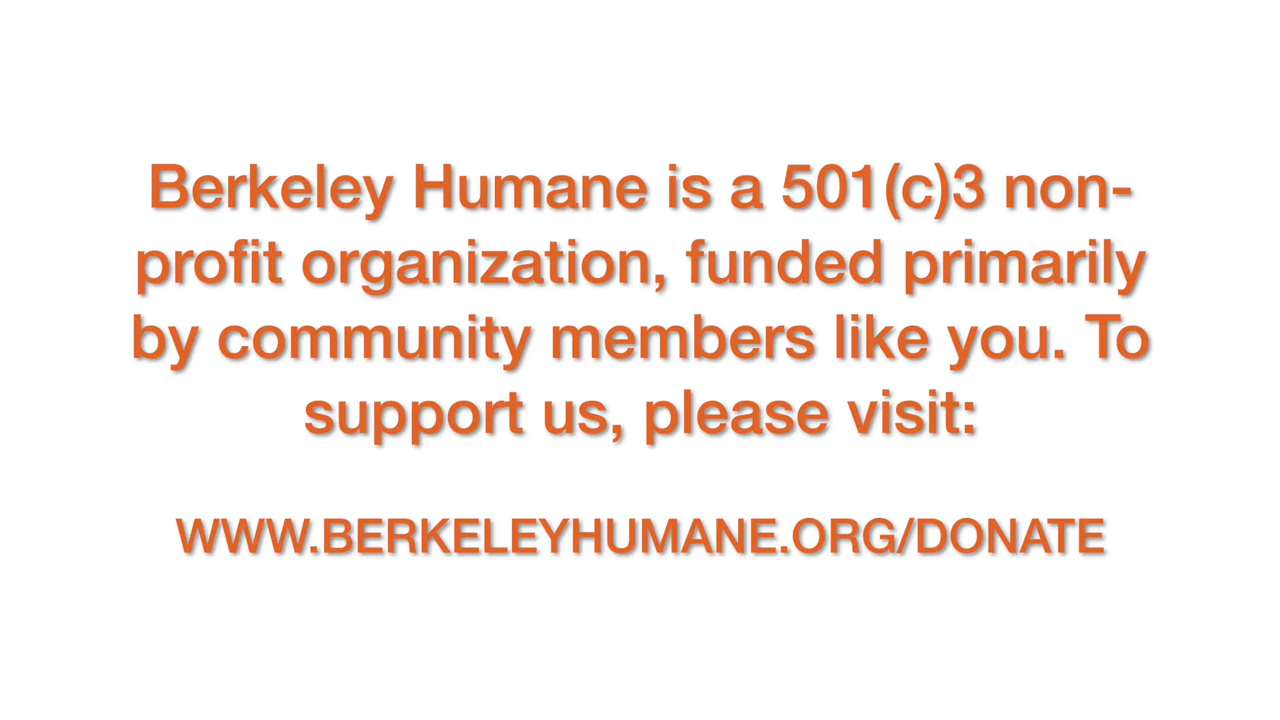 Berkeley Humane is a 501(c)3 non-
profit organization, funded primarily
by community members like you. To
support us, please visit:
WWW.BERKELEYHUMANE.ORG/DONATE